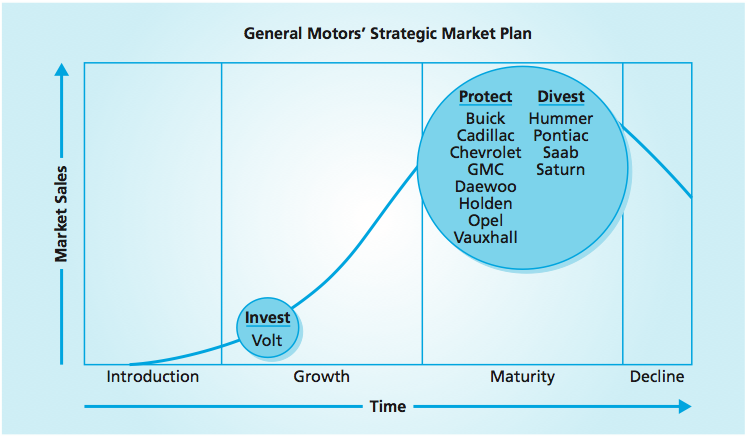 General Motors’ Strategic Market Plan
Market Sales
Protect
Buick
Cadillac
Chevrolet
GMC
Daewoo
Holden
Opel
Vauxhall
Divest
Hummer
Pontiac
Saab
Saturn
Invest
Volt
Introduction
Growth
Maturity
Decline
Time